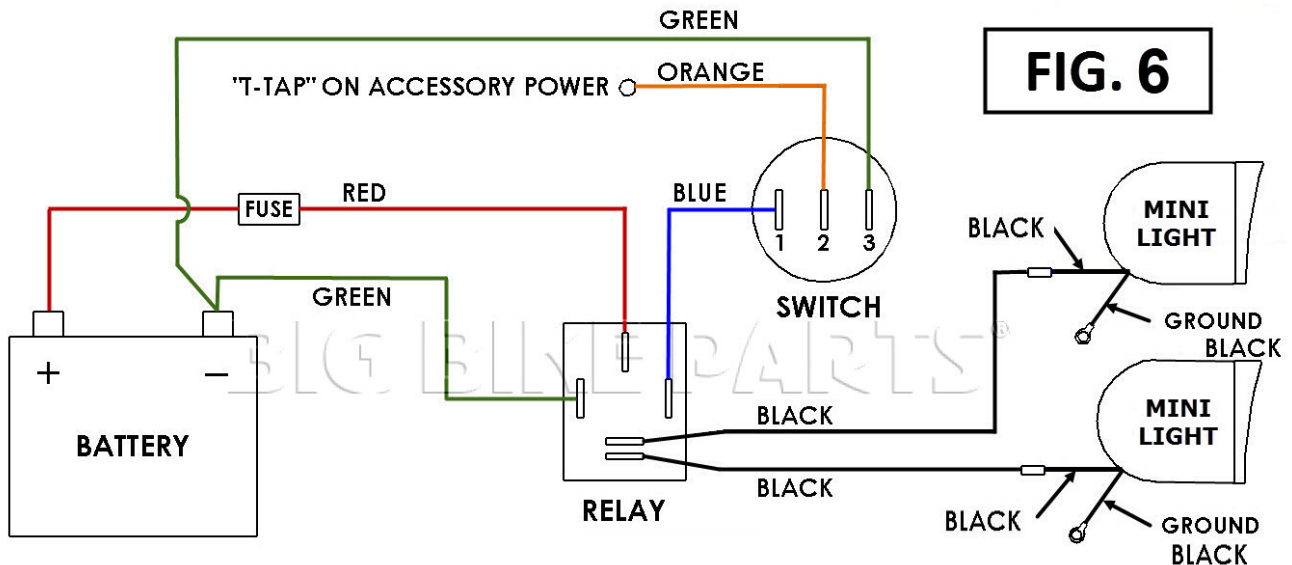 GREEN
"T-TAP" ON ACCESSORY POWER
ORANGE
FIG. 6
FUSE
RED
BLUE
1 2 3
SWITCH
BLACK
MINI
LIGHT
GROUND
BLACK
GREEN
+ –
BATTERY
BIG BIKE PARTS®
BLACK
BLACK
RELAY
MINI
LIGHT
BLACK
GROUND
BLACK